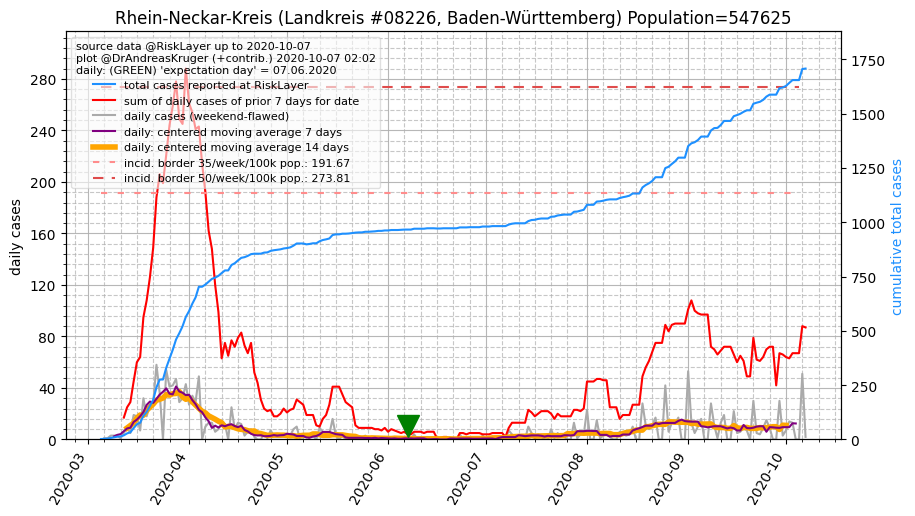 Rhein-Neckar-Kreis (Landkreis #08226, Baden-Württemberg) Population=547625
source data @RiskLayer up to 2020-10-07
plot @DrAndreasKruger (+contrib.) 2020-10-07 02:02
daily: (GREEN) 'expectation day' = 07.06.2020
total cases reported at RiskLayer
sum of daily cases of prior 7 days for date
daily cases (weekend-flawed)
daily: centered moving average 7 days
daily: centered moving average 14 days
incid. border 35/week/100k pop.: 191.67
incid. border 50/week/100k pop.: 273.81
daily cases
280
240
200
160
120
80
40
0
cumulative total cases
1750
1500
1250
1000
750
500
250
0
2020-03
2020-04
2020-05
2020-06
2020-07
2020-08
2020-09
2020-10